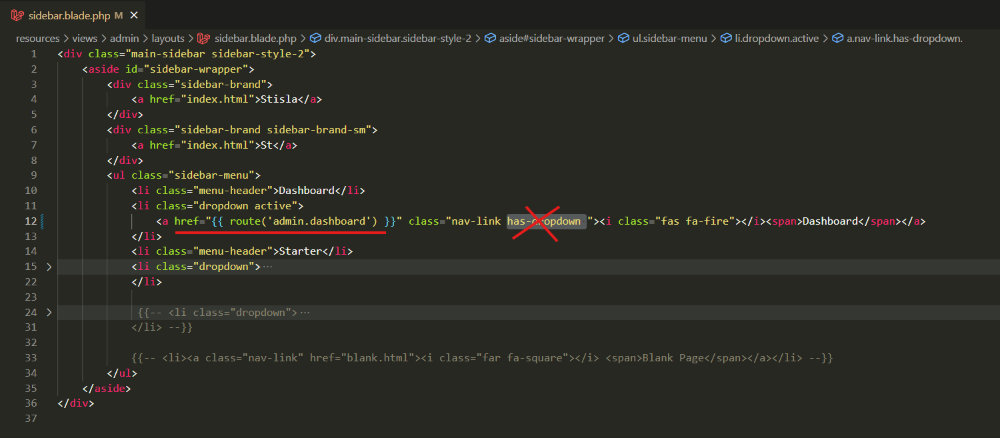 sidebar.blade.php M ×
resources > views > admin > layouts > sidebar.blade.php > div.main-sidebar.sidebar-style-2 > aside#sidebar-wrapper > ul.sidebar-menu > li.dropdown.active > a.nav-link.has-dropdown.
1 <div class="main-sidebar sidebar-style-2">
2 <aside id="sidebar-wrapper">
3 <div class="sidebar-brand">
4 <a href="index.html">Stisla</a>
5 </div>
6 <div class="sidebar-brand sidebar-brand-sm">
7 <a href="index.html">St</a>
8 </div>
9 <ul class="sidebar-menu">
10 <li class="menu-header">Dashboard</li>
11 <li class="dropdown active">
12 <a href="{{ route('admin.dashboard') }}" class="nav-link has-dropdown "><i class="fas fa-fire"></i><span>Dashboard</span></a>
13 </li>
14 <li class="menu-header">Starter</li>
15 > <li class="dropdown">···
22 </li>
23
24 > {{-- <li class="dropdown">···
31 </li> --}}
32
33 {{-- <li><a class="nav-link" href="blank.html"><i class="far fa-square"></i> <span>Blank Page</span></a></li> --}}
34 </ul>
35 </aside>
36 </div>
37